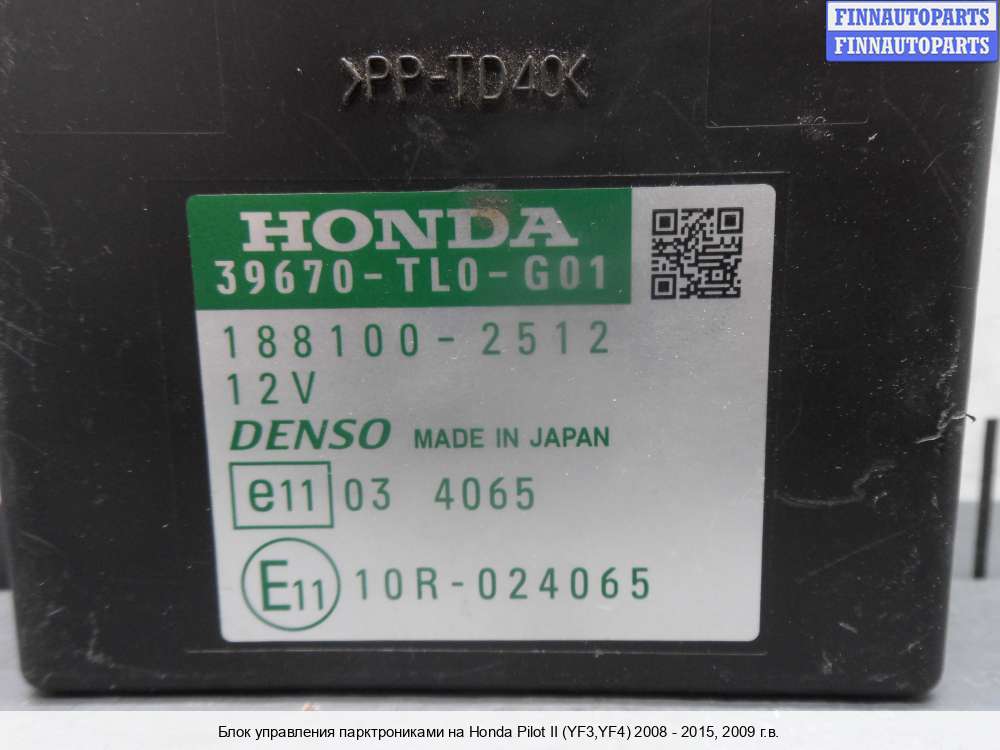 FINNAUTOPARTS
FINNAUTOPARTS
>PP-TD40<
HONDA
39670-TL0-G01
188100-2512
12V
DENSO MADE IN JAPAN
e11 03 4065
E11 10R-024065
Блок управления парктрониками на Honda Pilot II (YF3,YF4) 2008 - 2015, 2009 г.в.